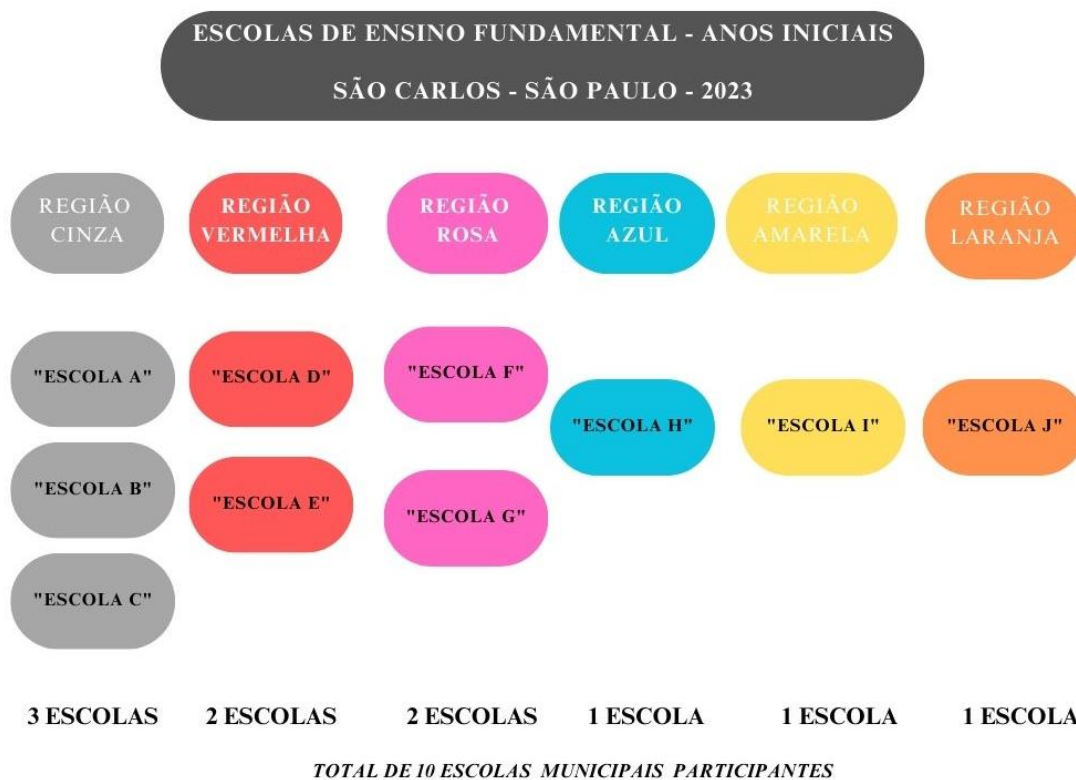 ESCOLAS DE ENSINO FUNDAMENTAL - ANOS INICIAIS
SÃO CARLOS - SÃO PAULO - 2023
REGIÃO
CINZA
REGIÃO
VERMELHA
REGIÃO
ROSA
REGIÃO
AZUL
REGIÃO
AMARELA
REGIÃO
LARANJA
"ESCOLA A"
"ESCOLA B"
"ESCOLA C"
"ESCOLA D"
"ESCOLA E"
"ESCOLA F"
"ESCOLA G"
"ESCOLA H"
"ESCOLA I"
"ESCOLA J"
3 ESCOLAS
2 ESCOLAS
2 ESCOLAS
1 ESCOLA
1 ESCOLA
1 ESCOLA
TOTAL DE 10 ESCOLAS MUNICIPAIS PARTICIPANTES